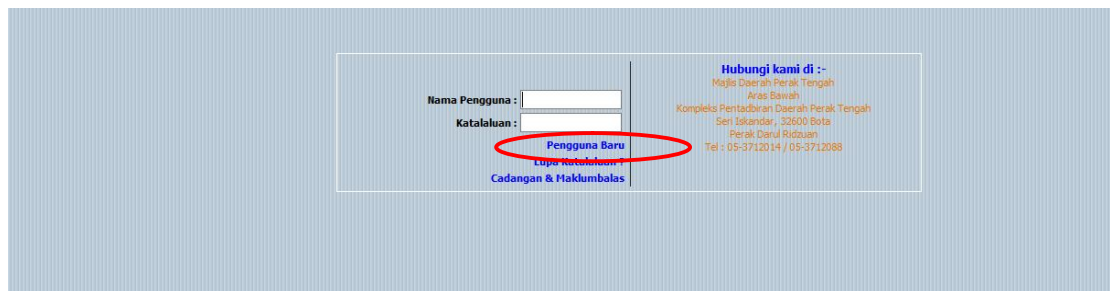 Nama Pengguna :
Katalaluan :
Pengguna Baru
Lupa Katalaluan ?
Cadangan & Maklumbalas
Hubungi kami di :-
Majlis Daerah Perak Tengah
Aras Bawah
Kompleks Pentadbiran Daerah Perak Tengah
Seri Iskandar, 32600 Bota
Perak Darul Ridzuan
Tel : 05-3712014 / 05-3712088